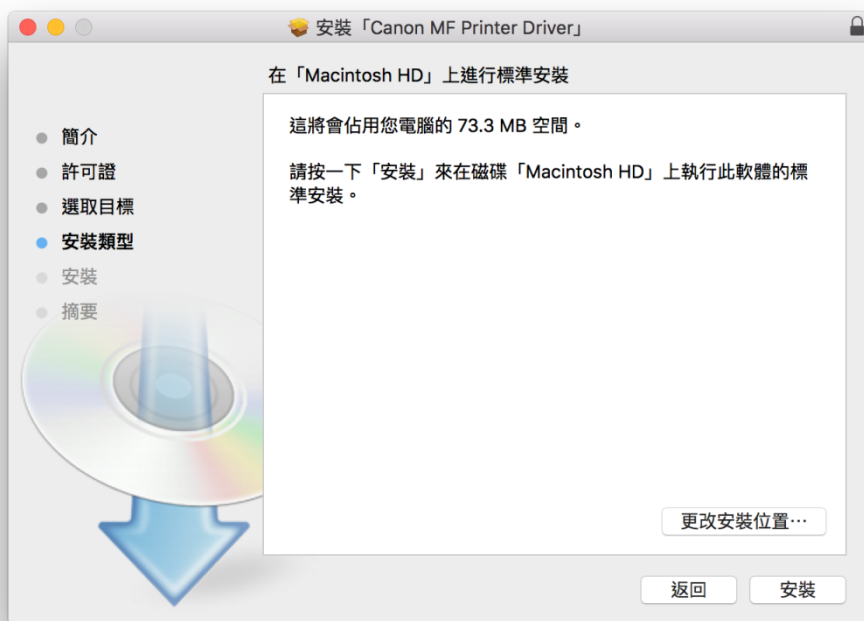 安裝「Canon MF Printer Driver」
在「Macintosh HD」上進行標準安裝
簡介
許可證
選取目標
安裝類型
安裝
摘要
這將會佔用您電腦的 73.3 MB 空間。
請按一下「安裝」來在磁碟「Macintosh HD」上執行此軟體的標
準安裝。
更改安裝位置⋯
返回
安裝